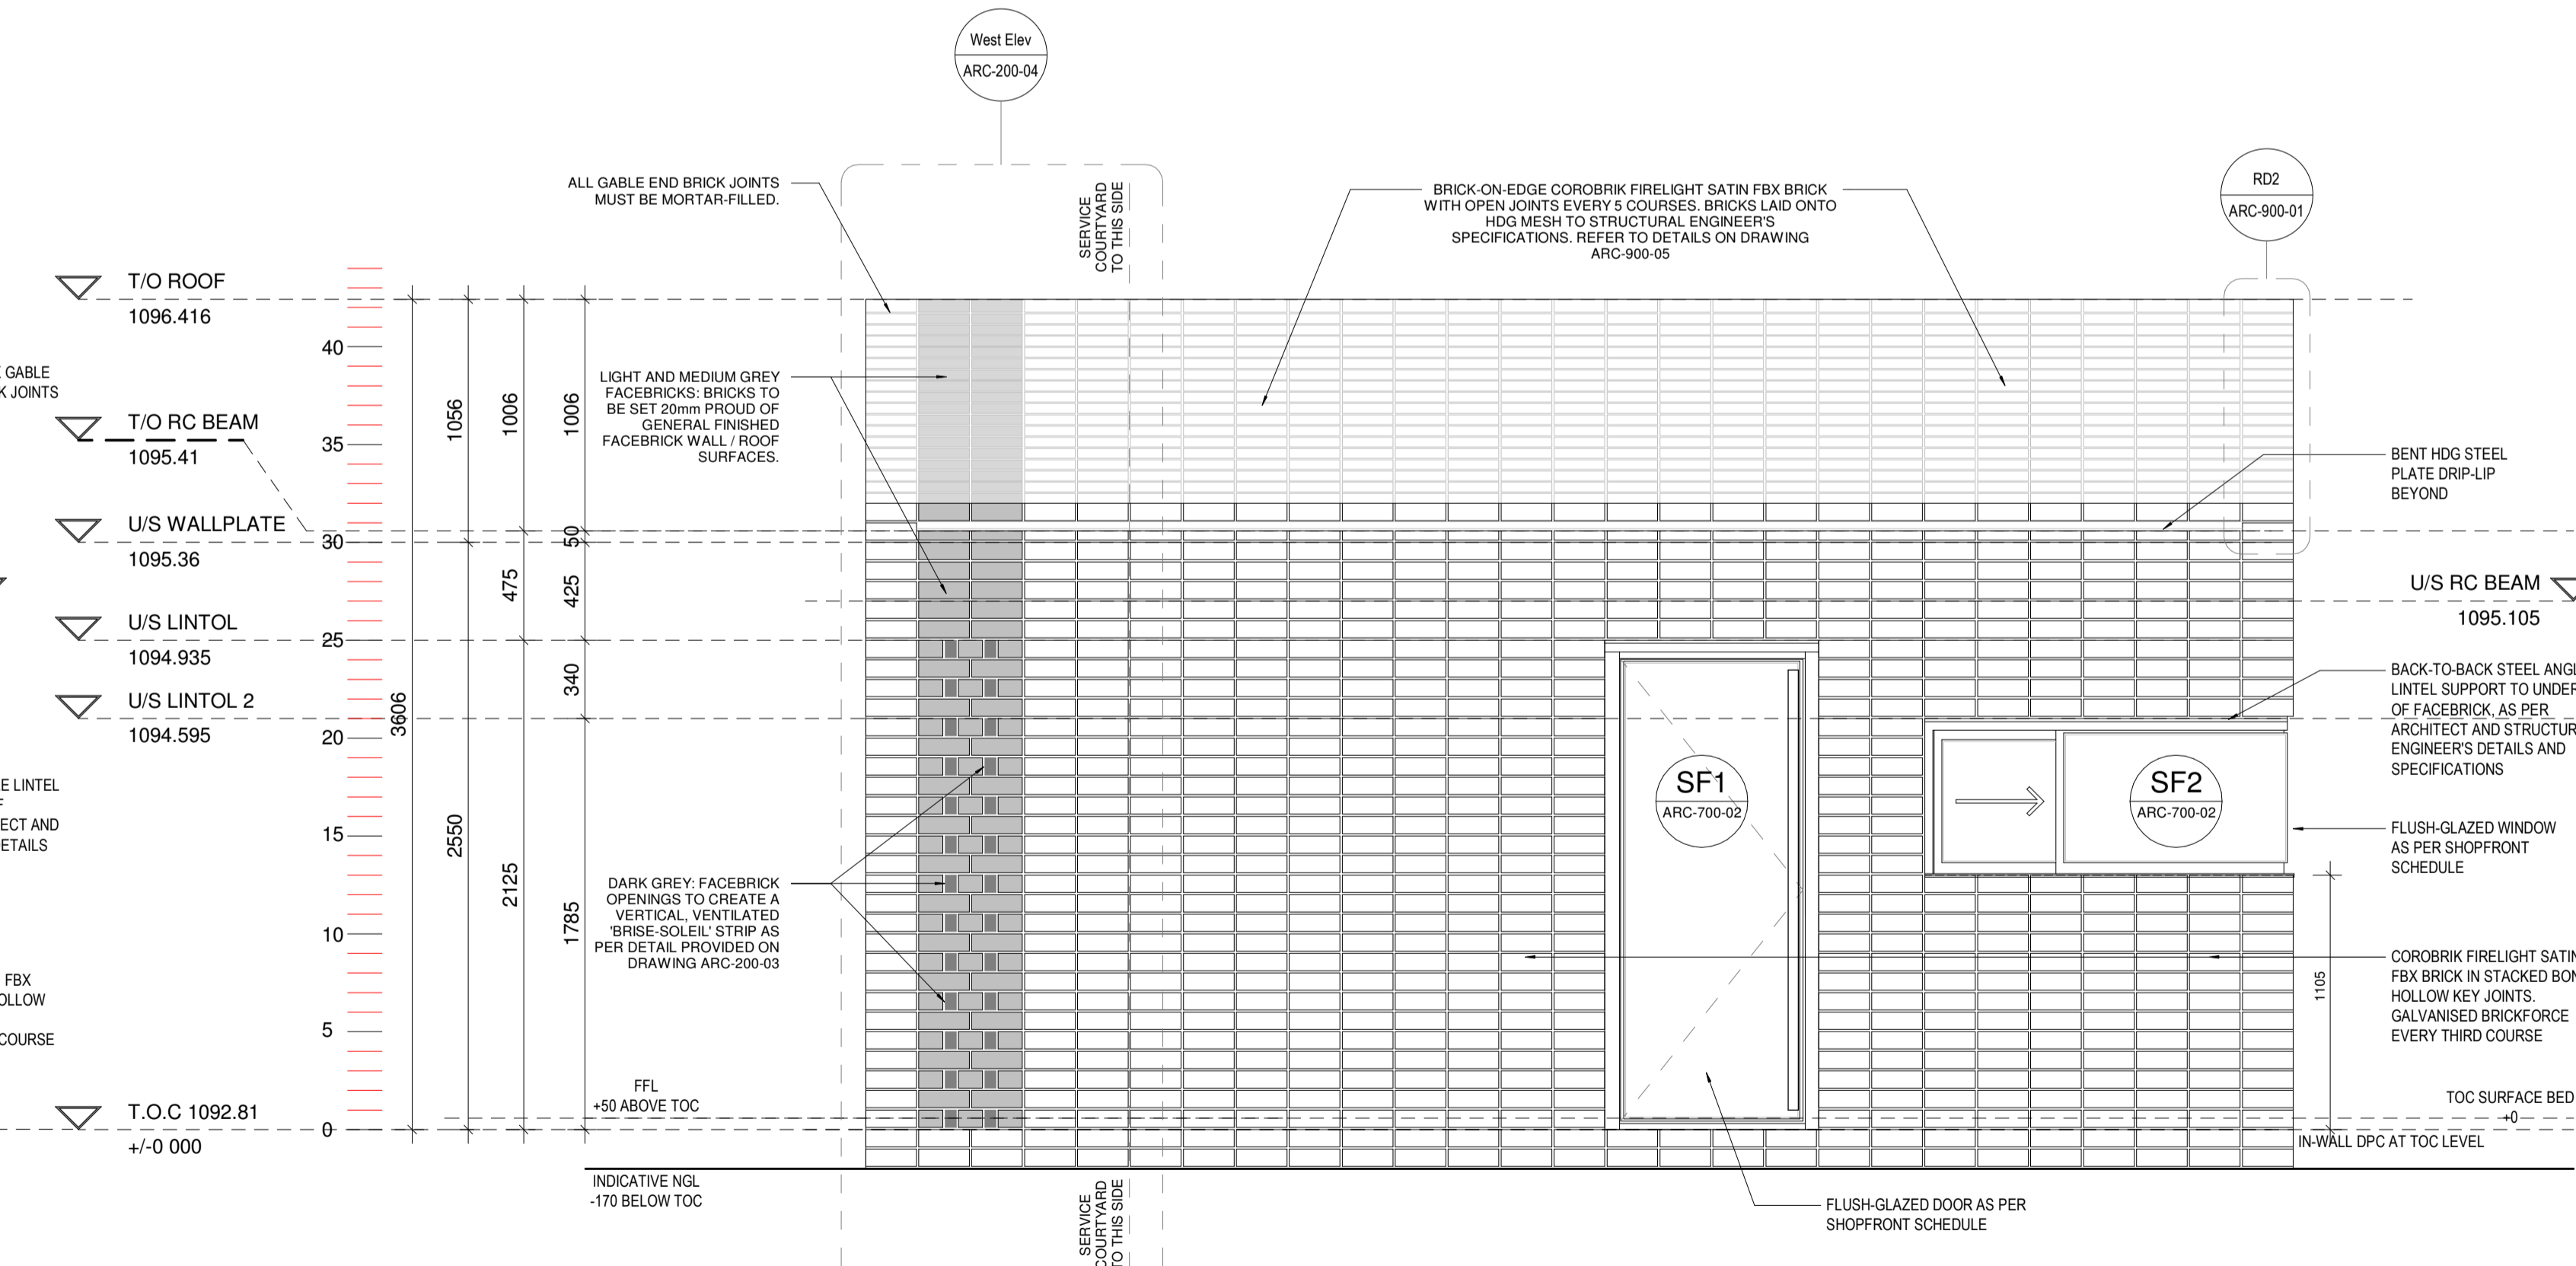 West Elev
ARC-200-04
RD2
ARC-900-01
ALL GABLE END BRICK JOINTS
MUST BE MORTAR-FILLED.
SERVICE
COURTYARD
TO THIS SIDE
BRICK-ON-EDGE COROBRIK FIRELIGHT SATIN FBX BRICK
WITH OPEN JOINTS EVERY 5 COURSES. BRICKS LAID ONTO
HDG MESH TO STRUCTURAL ENGINEER'S
SPECIFICATIONS. REFER TO DETAILS ON DRAWING
ARC-900-05
T/O ROOF
1096.416
GABLE
JOINTS
T/O RC BEAM
1095.41
U/S WALLPLATE
1095.36
U/S LINTOL
1094.935
U/S LINTOL 2
1094.595
E LINTEL
ECT AND
ETAILS
FBX
OLLOW
COURSE
T.O.C 1092.81
+/-0 000
40
35
30
25
20
15
10
5
0
3606
1056
2550
1006
475
2125
1006
50
425
340
1785
LIGHT AND MEDIUM GREY
FACEBRICKS: BRICKS TO
BE SET 20mm PROUD OF
GENERAL FINISHED
FACEBRICK WALL / ROOF
SURFACES.
DARK GREY: FACEBRICK
OPENINGS TO CREATE A
VERTICAL, VENTILATED
'BRISE-SOLEIL' STRIP AS
PER DETAIL PROVIDED ON
DRAWING ARC-200-03
FFL
+50 ABOVE TOC
INDICATIVE NGL
-170 BELOW TOC
SERVICE
COURTYARD
TO THIS SIDE
SF1
ARC-700-02
SF2
ARC-700-02
FLUSH-GLAZED DOOR AS PER
SHOPFRONT SCHEDULE
BENT HDG STEEL
PLATE DRIP-LIP
BEYOND
U/S RC BEAM
1095.105
BACK-TO-BACK STEEL ANGL
LINTEL SUPPORT TO UNDER
OF FACEBRICK, AS PER
ARCHITECT AND STRUCTUR
ENGINEER'S DETAILS AND
SPECIFICATIONS
FLUSH-GLAZED WINDOW
AS PER SHOPFRONT
SCHEDULE
COROBRIK FIRELIGHT SATIN
FBX BRICK IN STACKED BON
HOLLOW KEY JOINTS.
GALVANISED BRICKFORCE
EVERY THIRD COURSE
1105
TOC SURFACE BED
+0
IN-WALL DPC AT TOC LEVEL